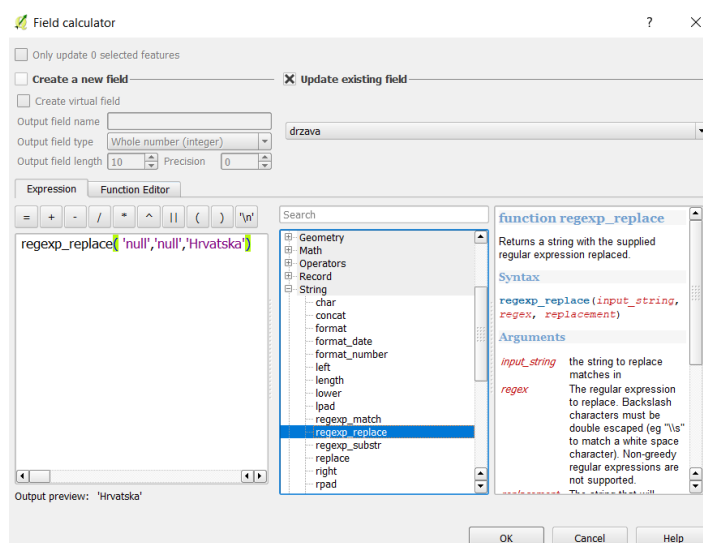 Field calculator
?
Only update 0 selected features
Create a new field
Update existing field
Create virtual field
Output field name
drzava
Output field type Whole number (integer)
Output field length 10 Precision 0
Expression Function Editor
= + - / * ^ || ( ) '\n'
Search
regexp_replace( 'null','null','Hrvatska')
Output preview: 'Hrvatska'
Geometry
Math
Operators
Record
String
char
concat
format
format_date
format_number
left
length
lower
lpad
regexp_match
regexp_replace
regexp_substr
replace
right
rpad
function regexp_replace
Returns a string with the supplied
regular expression replaced.
Syntax
regexp_replace(input_string,
regex, replacement)
Arguments
input_string the string to replace
matches in
regex The regular expression
to replace. Backslash
characters must be
double escaped (eg "\\s"
to match a white space
character). Non-greedy
regular expressions are
not supported.
replacement The string that will
OK Cancel Help